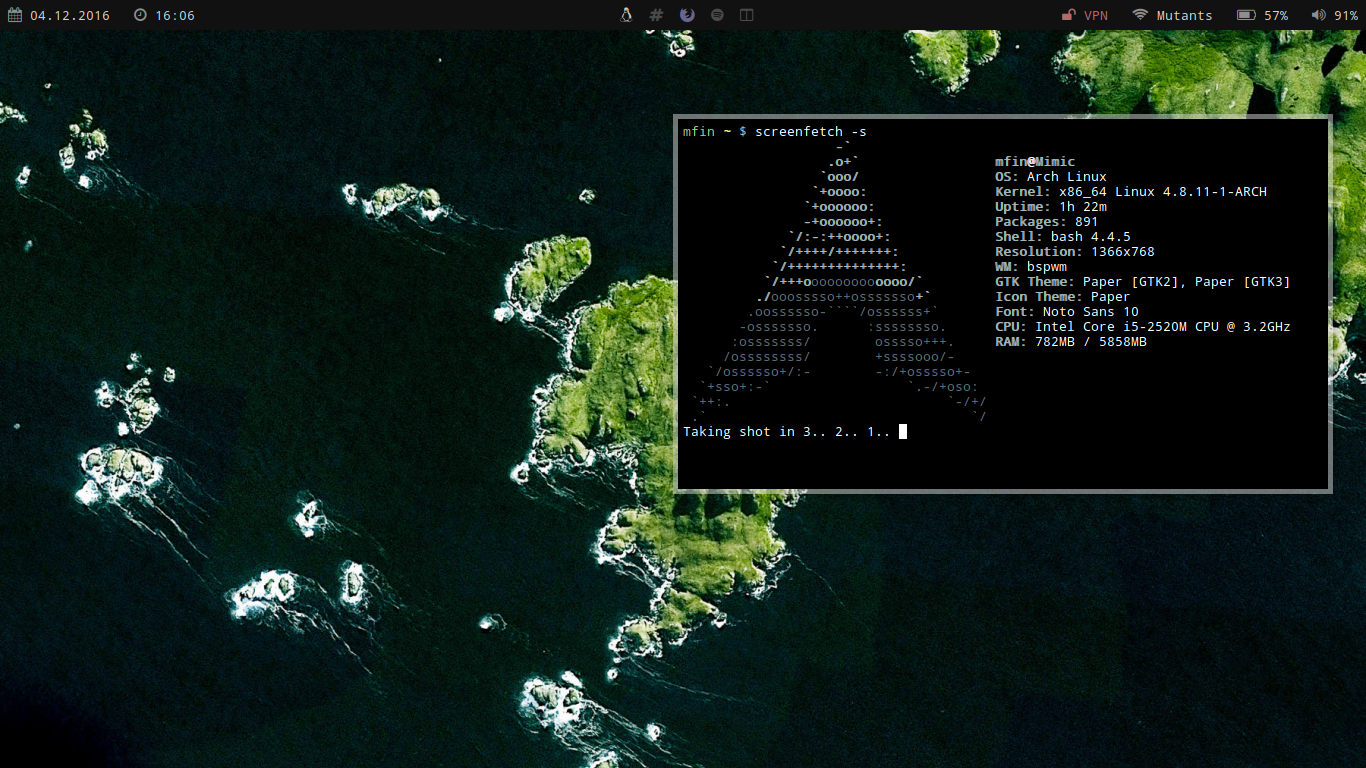 04.12.2016 16:06 VPN Mutants 57% 91%
mfin ~ $ screenfetch -s
                   -`
                  .o+`                 mfin@Mimic
                 `ooo/                 OS: Arch Linux
                `+oooo:                Kernel: x86_64 Linux 4.8.11-1-ARCH
               `+oooooo:               Uptime: 1h 22m
               -+oooooo+:              Packages: 891
             `/:-:++oooo+:             Shell: bash 4.4.5
            `/++++/+++++++:            Resolution: 1366x768
           `/++++++++++++++:           WM: bspwm
          `/+++ooooooooooooo/`         GTK Theme: Paper [GTK2], Paper [GTK3]
         ./ooosssso++osssssso+`        Icon Theme: Paper
        .oossssso-````/ossssss+`       Font: Noto Sans 10
       -osssssso.      :ssssssso.      CPU: Intel Core i5-2520M CPU @ 3.2GHz
      :osssssss/        osssso+++.     RAM: 782MB / 5858MB
     /ossssssss/        +ssssooo/-
   `/ossssso+/:-        -:/+osssso+-
  `+sso+:-`                 `.-/+oso:
 `++:.                           `-/+/
 .`                                 `/
Taking shot in 3.. 2.. 1..